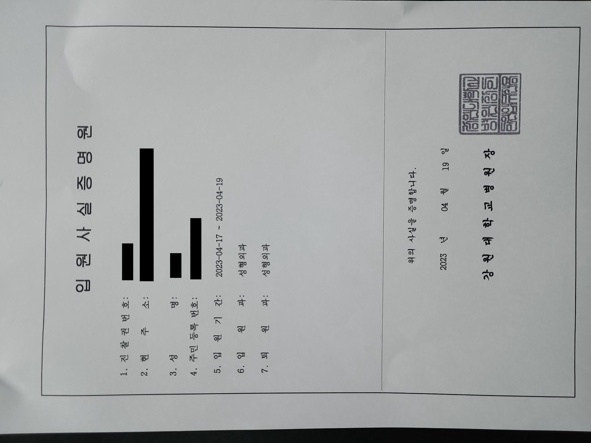 입원사실증명원
1. 진찰권번호:
2. 현 주 소:
3. 성 명:
4. 주민등록번호:
5. 입 원 기 간: 2023-04-17 ~ 2023-04-19
6. 입 원 과: 성형외과
7. 퇴 원 과: 성형외과
위의 사실을 증명합니다.
2023 년 04 월 19 일
강원대학교병원장